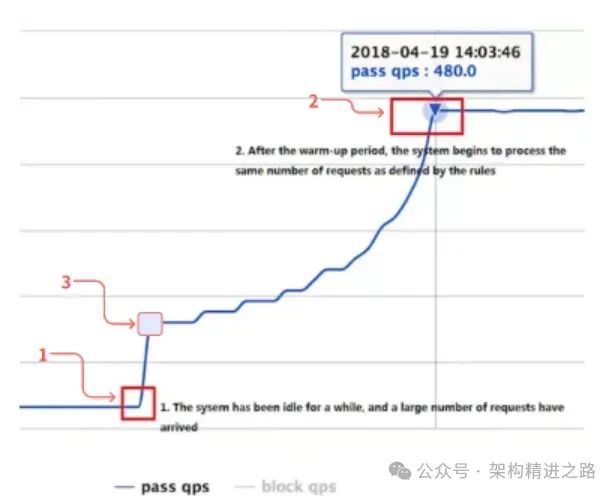 2018-04-19 14:03:46
pass qps : 480.0
2
2. After the warm-up period, the system begins to process the
same number of requests as defined by the rules
3
1
1. The sysem has been idle for a while, and a large number of requests have
arrived
pass qps block qps
公众号 · 架构精进之路